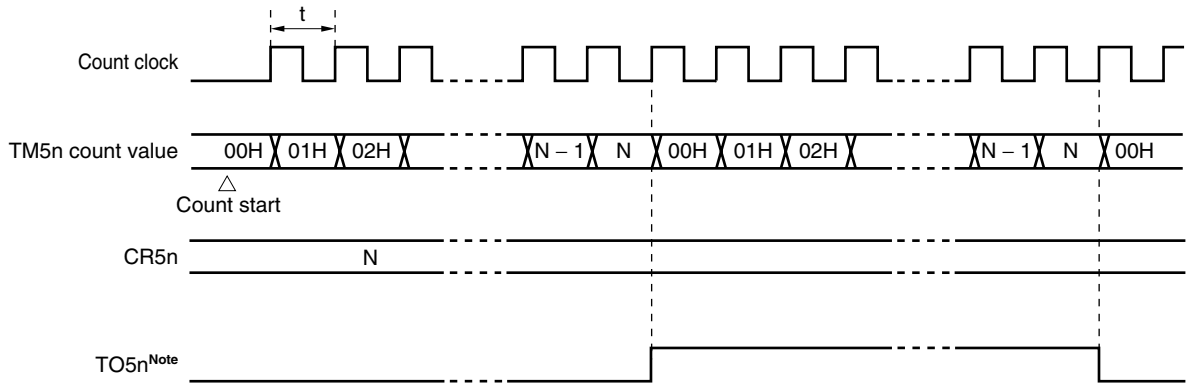 t
Count clock
TM5n count value 00H 01H 02H N − 1 N 00H 01H 02H N − 1 N 00H
Count start
CR5n N
TO5nNote